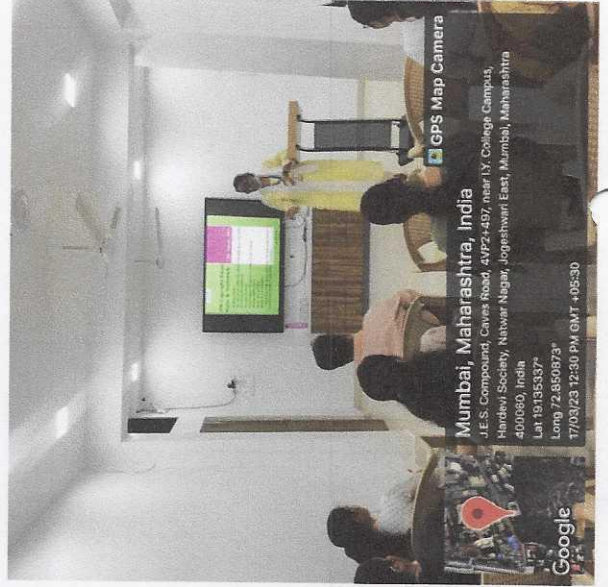 GPS Map Camera
Mumbai, Maharashtra, India
J.E.S. Compound, Caves Road, 4VP2+497, near I.Y. College Campus,
Hardevi Society, Natwar Nagar, Jogeshwari East, Mumbai, Maharashtra
400060, India
Lat 19.135337°
Long 72.850873°
17/03/23 12:30 PM GMT +05:30
Google